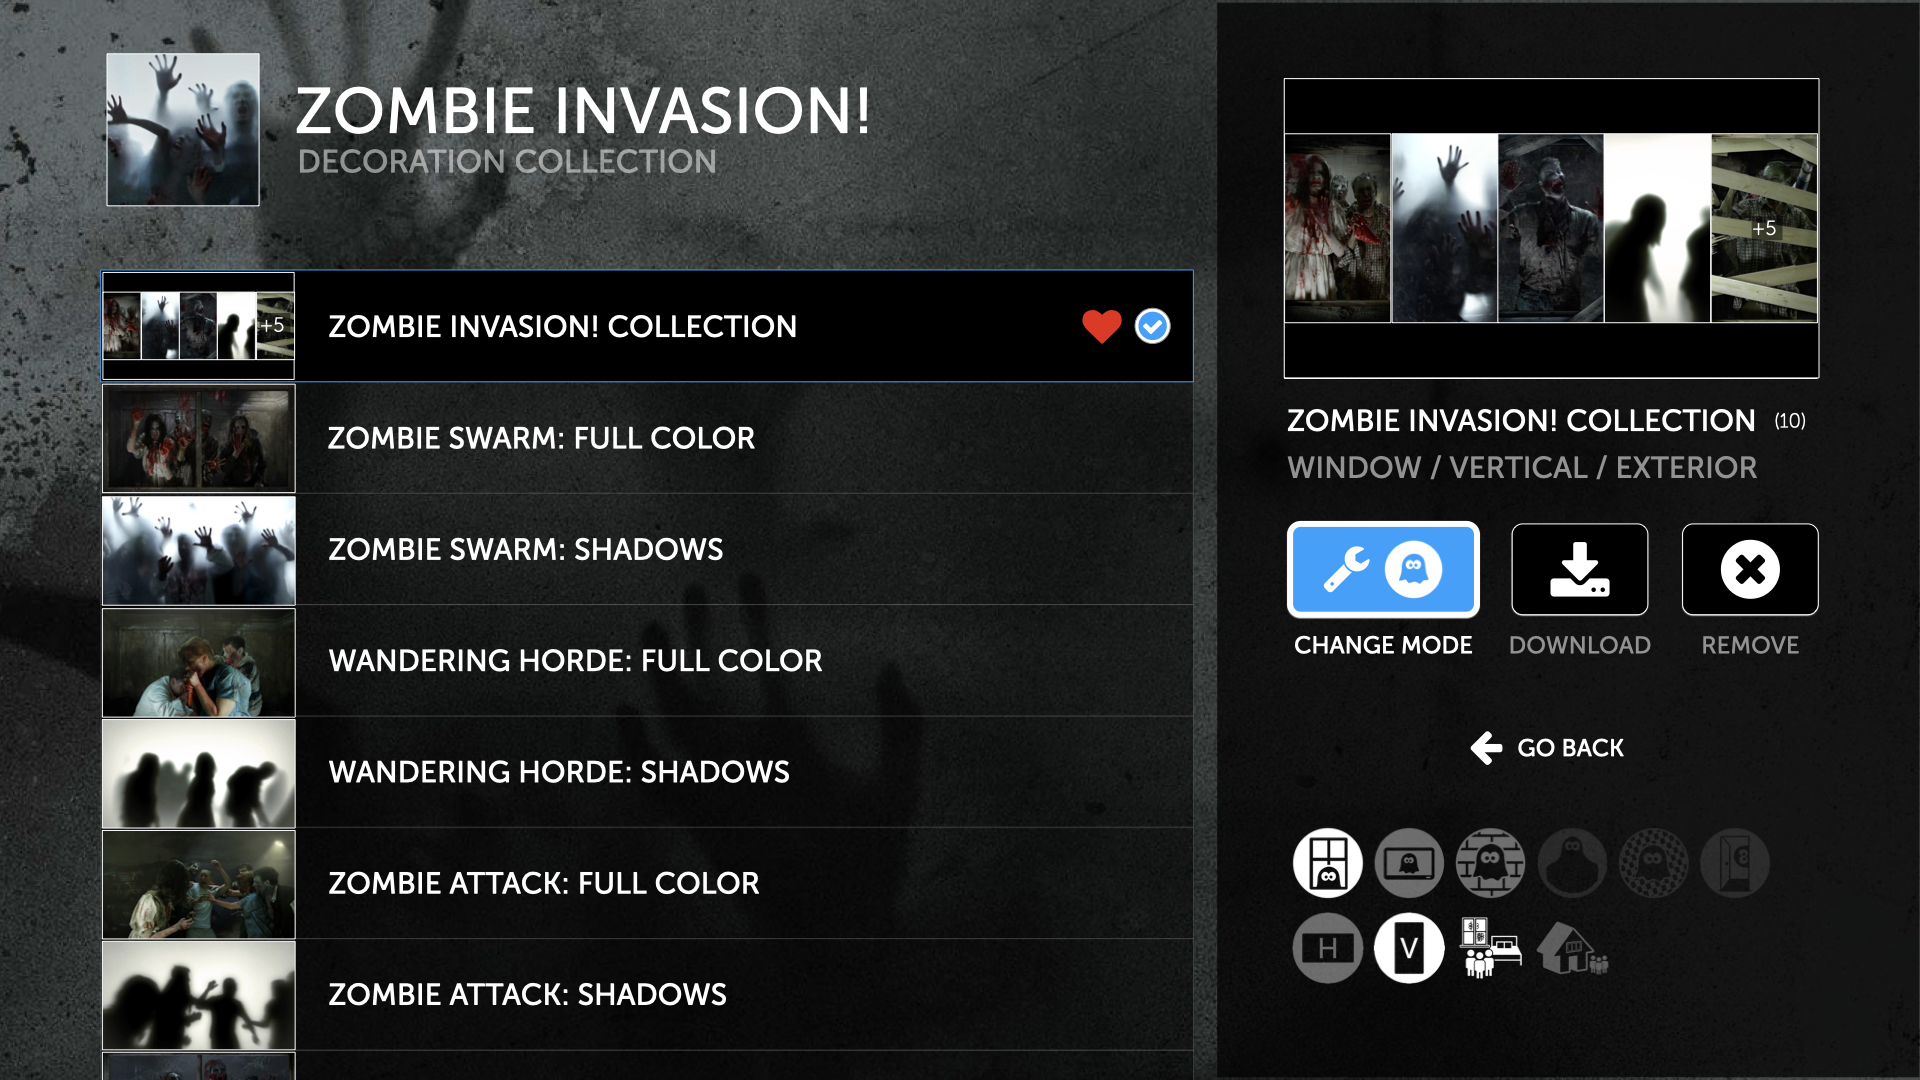 ZOMBIE INVASION!
DECORATION COLLECTION
+5
ZOMBIE INVASION! COLLECTION
ZOMBIE SWARM: FULL COLOR
ZOMBIE SWARM: SHADOWS
WANDERING HORDE: FULL COLOR
WANDERING HORDE: SHADOWS
ZOMBIE ATTACK: FULL COLOR
ZOMBIE ATTACK: SHADOWS
+5
ZOMBIE INVASION! COLLECTION (10)
WINDOW / VERTICAL / EXTERIOR
CHANGE MODE
DOWNLOAD
REMOVE
GO BACK
H
V